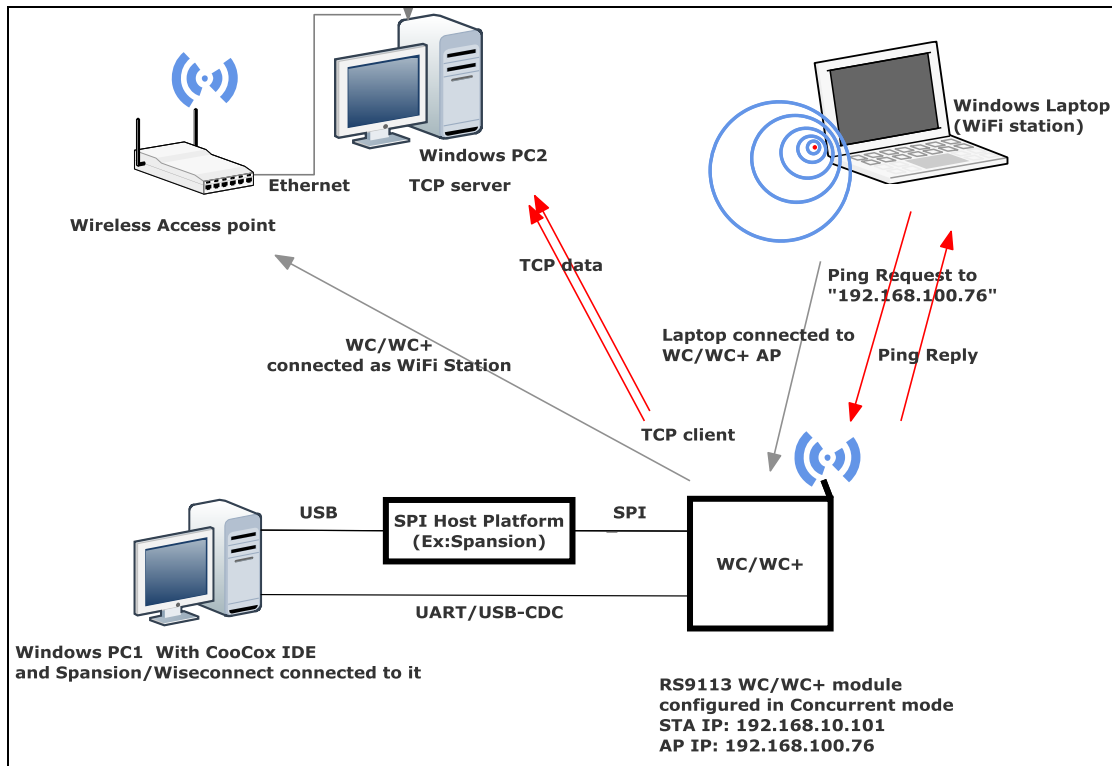 Windows PC2
TCP server
Ethernet
Wireless Access point
Windows Laptop
(WiFi station)
TCP data
Ping Request to
"192.168.100.76"
Laptop connected to
WC/WC+ AP
Ping Reply
WC/WC+
connected as WiFi Station
TCP client
USB
SPI Host Platform
(Ex:Spansion)
SPI
WC/WC+
UART/USB-CDC
Windows PC1  With CooCox IDE
and Spansion/Wiseconnect connected to it
RS9113 WC/WC+ module
configured in Concurrent mode
STA IP: 192.168.10.101
AP IP: 192.168.100.76